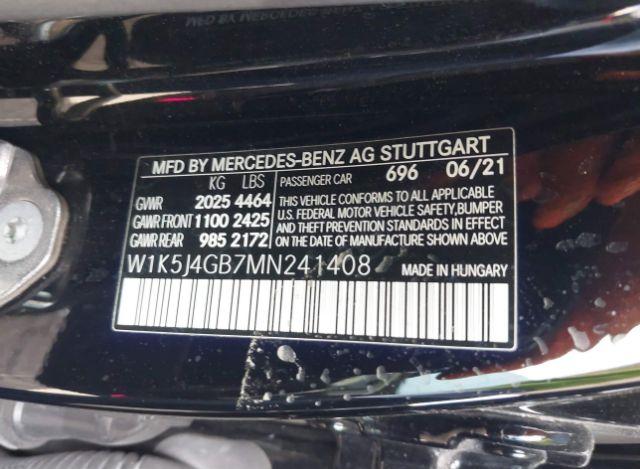 MFD BY MERCEDES-BENZ AG STUTTGART
KG LBS
GVWR 2025 4464
GAWR FRONT 1100 2425
GAWR REAR 985 2172
PASSENGER CAR 696 06/21
THIS VEHICLE CONFORMS TO ALL APPLICABLE
U.S. FEDERAL MOTOR VEHICLE SAFETY,BUMPER
AND THEFT PREVENTION STANDARDS IN EFFECT
ON THE DATE OF MANUFACTURE SHOWN ABOVE
W1K5J4GB7MN241408 MADE IN HUNGARY